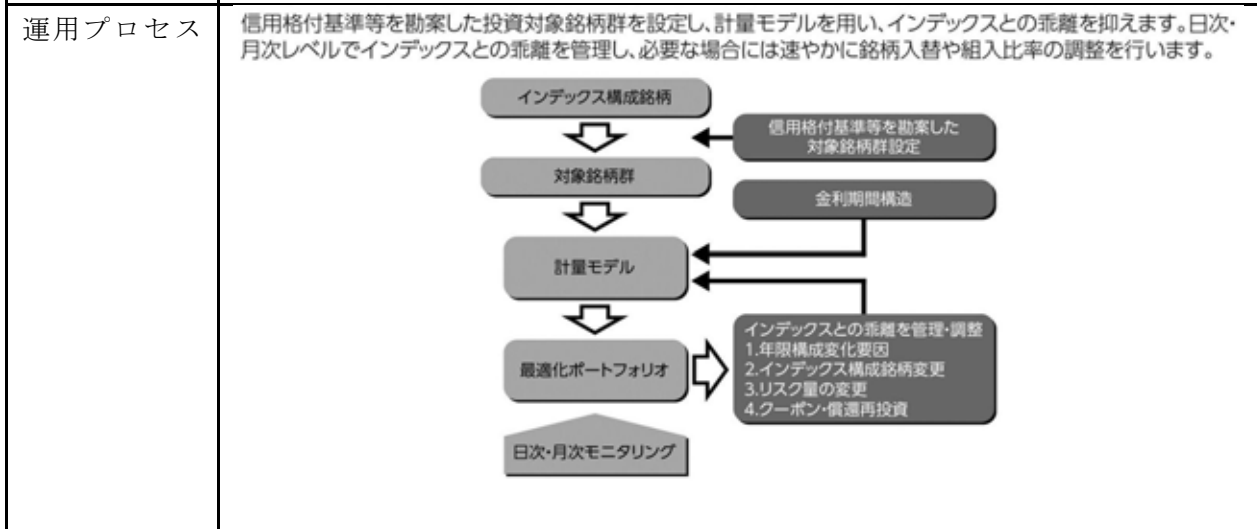 運用プロセス
信用格付基準等を勘案した投資対象銘柄群を設定し、計量モデルを用い、インデックスとの乖離を抑えます。日次・
月次レベルでインデックスとの乖離を管理し、必要な場合には速やかに銘柄入替や組入比率の調整を行います。
インデックス構成銘柄
信用格付基準等を勘案した
対象銘柄群設定
対象銘柄群
金利期間構造
計量モデル
インデックスとの乖離を管理・調整
1.年限構成変化要因
2.インデックス構成銘柄変更
3.リスク量の変更
4.クーポン・償還再投資
最適化ポートフォリオ
日次・月次モニタリング